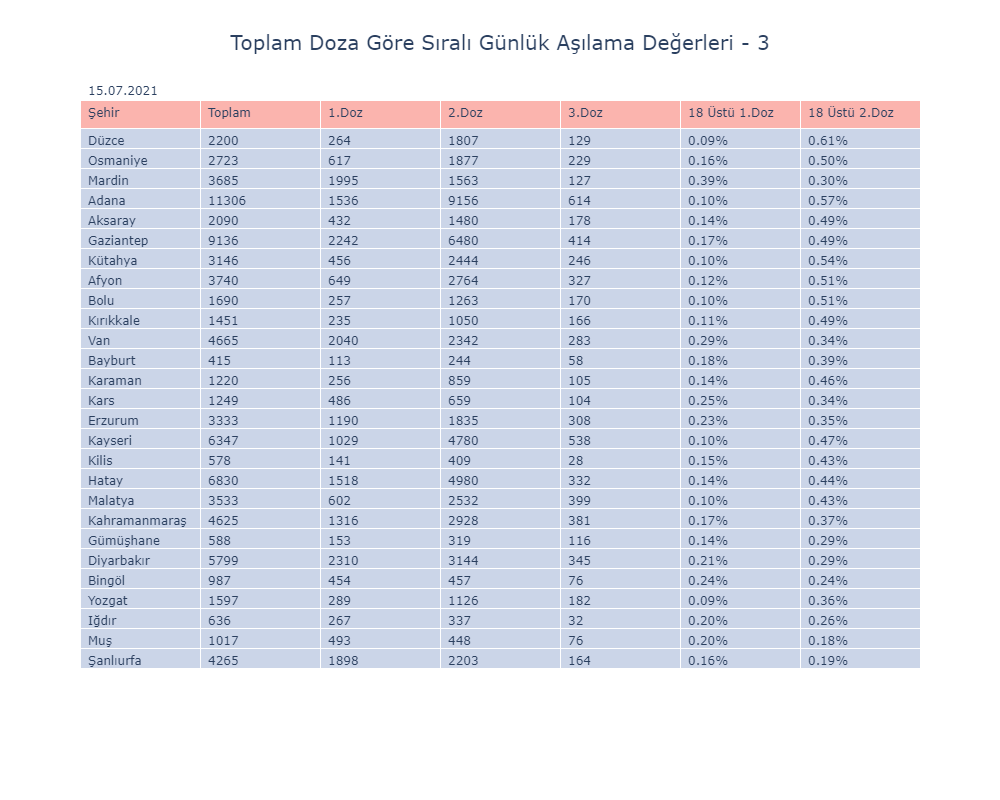 Toplam Doza Göre Sıralı Günlük Aşılama Değerleri - 3
15.07.2021
Şehir Toplam 1.Doz 2.Doz 3.Doz 18 Üstü 1.Doz 18 Üstü 2.Doz
Düzce 2200 264 1807 129 0.09% 0.61%
Osmaniye 2723 617 1877 229 0.16% 0.50%
Mardin 3685 1995 1563 127 0.39% 0.30%
Adana 11306 1536 9156 614 0.10% 0.57%
Aksaray 2090 432 1480 178 0.14% 0.49%
Gaziantep 9136 2242 6480 414 0.17% 0.49%
Kütahya 3146 456 2444 246 0.10% 0.54%
Afyon 3740 649 2764 327 0.12% 0.51%
Bolu 1690 257 1263 170 0.10% 0.51%
Kırıkkale 1451 235 1050 166 0.11% 0.49%
Van 4665 2040 2342 283 0.29% 0.34%
Bayburt 415 113 244 58 0.18% 0.39%
Karaman 1220 256 859 105 0.14% 0.46%
Kars 1249 486 659 104 0.25% 0.34%
Erzurum 3333 1190 1835 308 0.23% 0.35%
Kayseri 6347 1029 4780 538 0.10% 0.47%
Kilis 578 141 409 28 0.15% 0.43%
Hatay 6830 1518 4980 332 0.14% 0.44%
Malatya 3533 602 2532 399 0.10% 0.43%
Kahramanmaraş 4625 1316 2928 381 0.17% 0.37%
Gümüşhane 588 153 319 116 0.14% 0.29%
Diyarbakır 5799 2310 3144 345 0.21% 0.29%
Bingöl 987 454 457 76 0.24% 0.24%
Yozgat 1597 289 1126 182 0.09% 0.36%
Iğdır 636 267 337 32 0.20% 0.26%
Muş 1017 493 448 76 0.20% 0.18%
Şanlıurfa 4265 1898 2203 164 0.16% 0.19%